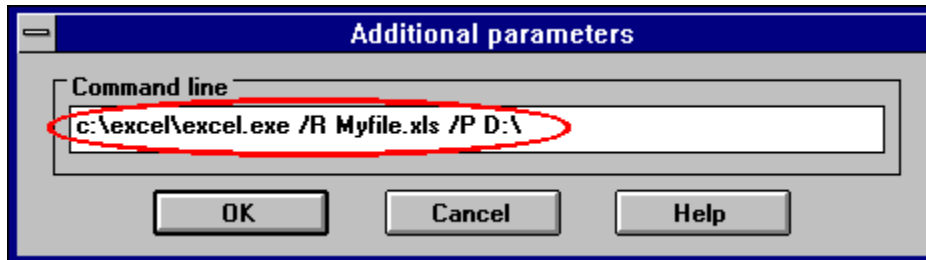 Additional parameters
Command line
c:\excel\excel.exe /R Myfile.xls /P D:\
OK Cancel Help